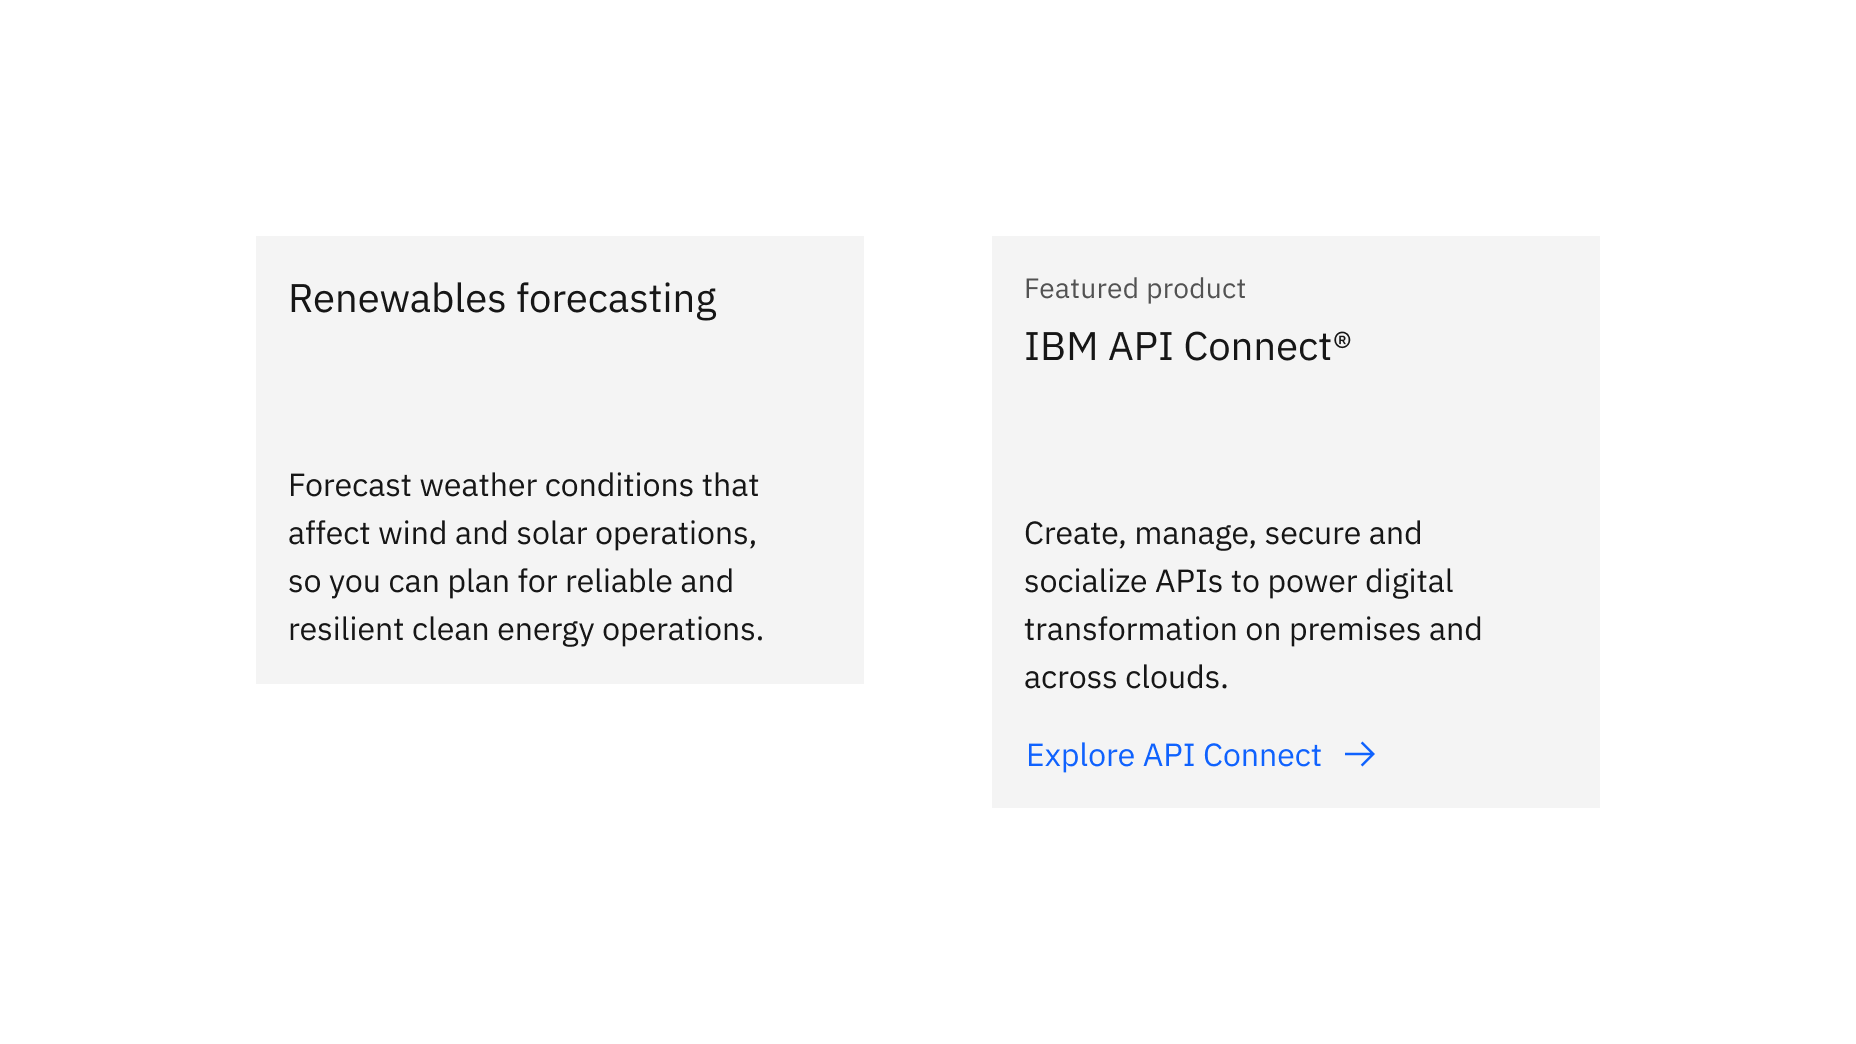 Renewables forecasting
Forecast weather conditions that
affect wind and solar operations,
so you can plan for reliable and
resilient clean energy operations.
Featured product
IBM API Connect®
Create, manage, secure and
socialize APIs to power digital
transformation on premises and
across clouds.
Explore API Connect →